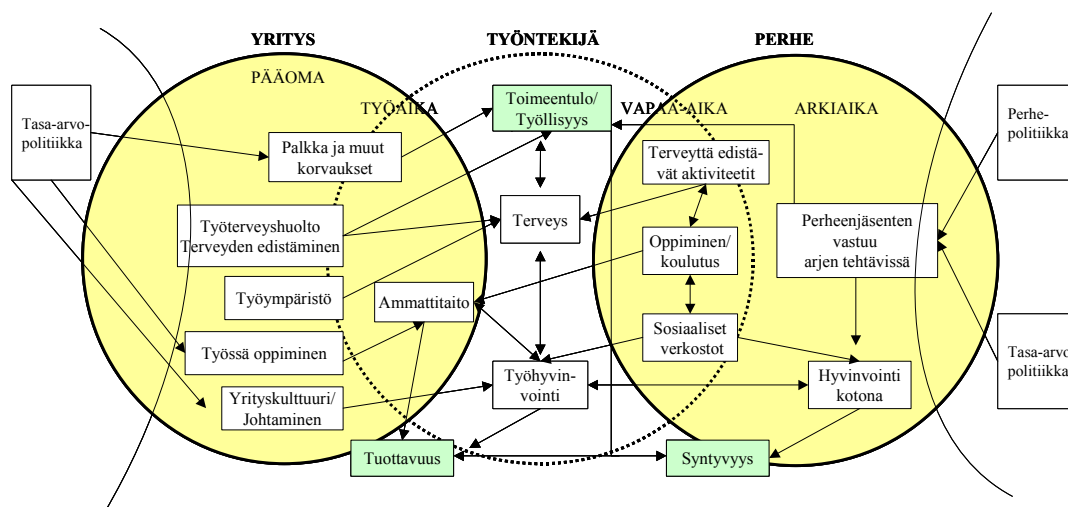 YRITYS
TYÖNTEKIJÄ
PERHE
PÄÄOMA
TYÖAIKA
VAPAA-AIKA
ARKIAIKA
Tasa-arvo-
politiikka
Toimeentulo/
Työllisyys
Perhe-
politiikka
Palkka ja muut
korvaukset
Terveyttä edistä-
vät aktiviteetit
Työterveyshuolto
Terveyden edistäminen
Terveys
Oppiminen/
koulutus
Perheenjäsenten
vastuu
arjen tehtävissä
Työympäristö
Ammattitaito
Työssä oppiminen
Sosiaaliset
verkostot
Tasa-arvo
politiikka
Yrityskulttuuri/
Johtaminen
Työhyvin-
vointi
Hyvinvointi
kotona
Tuottavuus
Syntyvyys